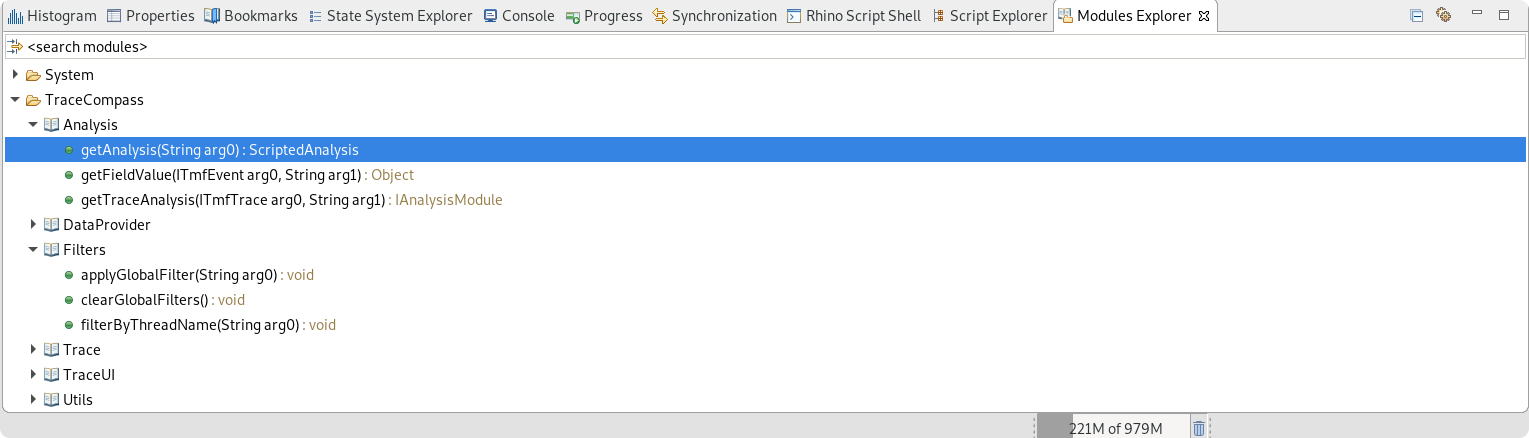 Histogram Properties Bookmarks State System Explorer Console Progress Synchronization Rhino Script Shell Script Explorer Modules Explorer
<search modules>
System
TraceCompass
Analysis
getAnalysis(String arg0) : ScriptedAnalysis
getFieldValue(ITmfEvent arg0, String arg1) : Object
getTraceAnalysis(ITmfTrace arg0, String arg1) : IAnalysisModule
DataProvider
Filters
applyGlobalFilter(String arg0) : void
clearGlobalFilters() : void
filterByThreadName(String arg0) : void
Trace
TraceUI
Utils
221M of 979M